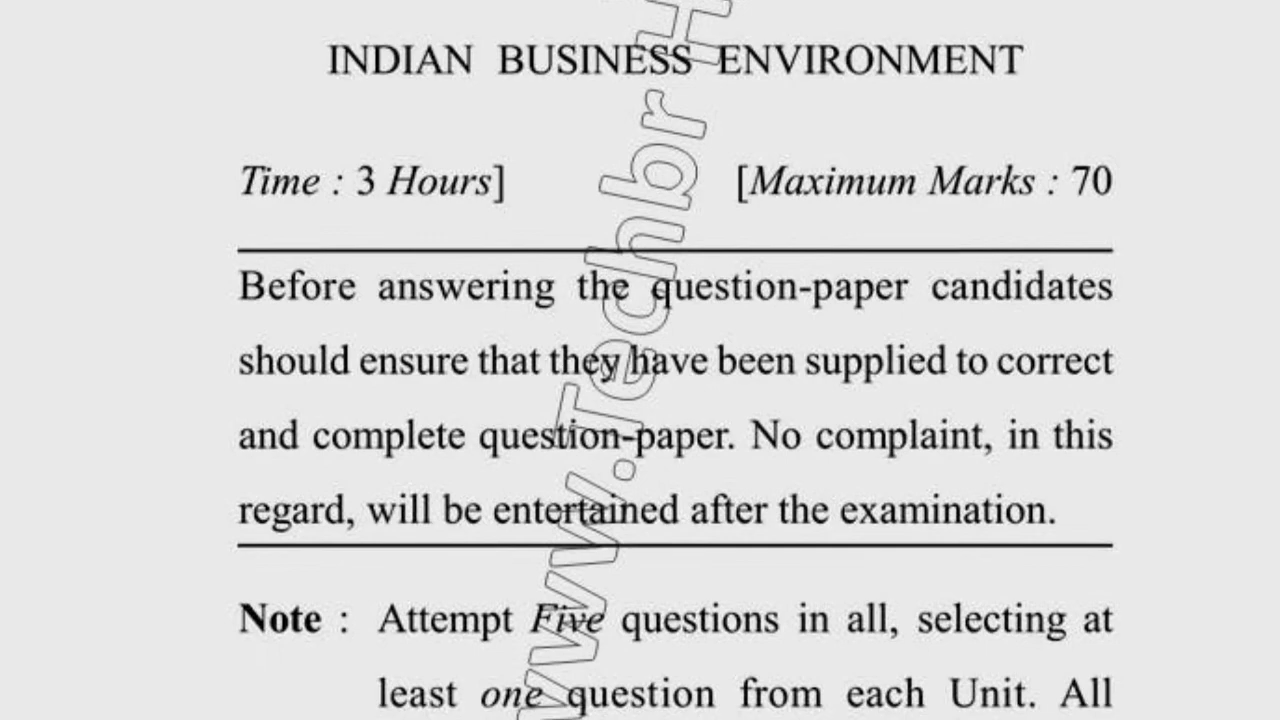 INDIAN BUSINESS ENVIRONMENT
Time : 3 Hours] [Maximum Marks : 70
Before answering the question-paper candidates
should ensure that they have been supplied to correct
and complete question-paper. No complaint, in this
regard, will be entertained after the examination.
Note : Attempt Five questions in all, selecting at
least one question from each Unit. All
www.Techbr H